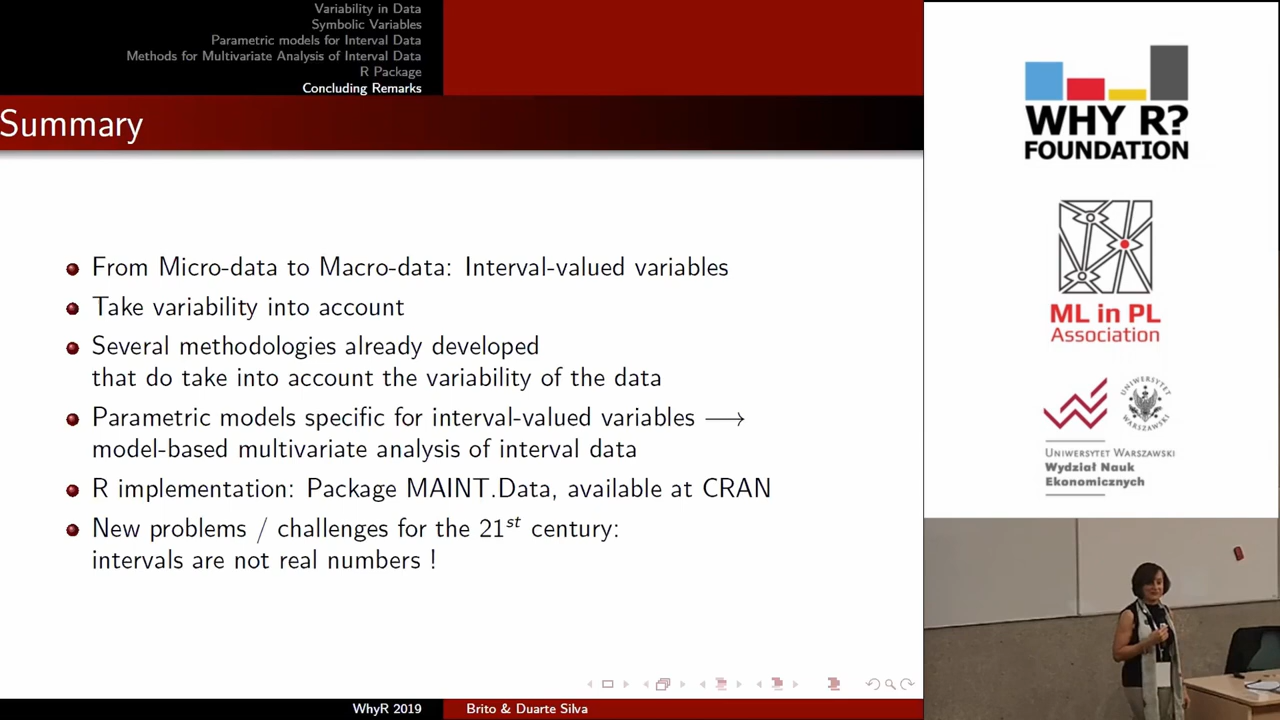 Variability in Data
Symbolic Variables
Parametric models for Interval Data
Methods for Multivariate Analysis of Interval Data
R Package
Concluding Remarks
Summary
From Micro-data to Macro-data: Interval-valued variables
Take variability into account
Several methodologies already developed
that do take into account the variability of the data
Parametric models specific for interval-valued variables ⟶
model-based multivariate analysis of interval data
R implementation: Package MAINT.Data, available at CRAN
New problems / challenges for the 21st century:
intervals are not real numbers !
WhyR 2019
Brito & Duarte Silva
WHY R?
FOUNDATION
ML in PL
Association
UNIWERSYTET
WARSZAWSKI
UNIWERSYTET WARSZAWSKI
Wydział Nauk
Ekonomicznych